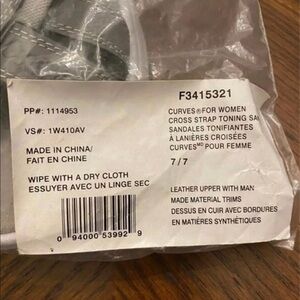 PP#: 1114953
VS#: 1W410AV
MADE IN CHINA/
FAIT EN CHINE
WIPE WITH A DRY CLOTH
ESSUYER AVEC UN LINGE SEC
0 94000 53992 9
F3415321
CURVES® FOR WOMEN
CROSS STRAP TONING
SANDALES TONIFIANTES
À LANIÈRES CROISÉES
CURVESMD POUR FEMME
7 / 7
LEATHER UPPER WITH MAN
MADE MATERIAL TRIMS
DESSUS EN CUIR AVEC BORDURES
EN MATIÈRES SYNTHÉTIQUES